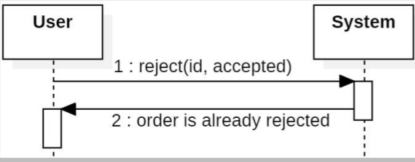 User
System
1 : reject(id, accepted)
2 : order is already rejected